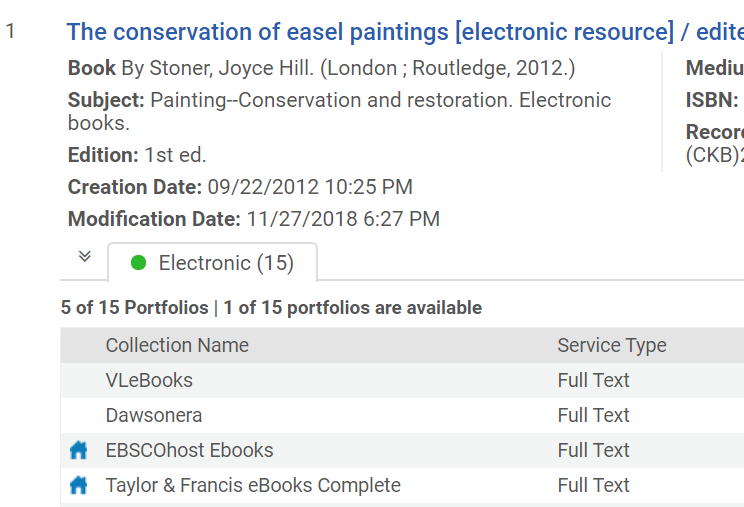 1
The conservation of easel paintings [electronic resource] / edite
Book By Stoner, Joyce Hill. (London ; Routledge, 2012.)
Subject: Painting--Conservation and restoration. Electronic
books.
Edition: 1st ed.
Creation Date: 09/22/2012 10:25 PM
Modification Date: 11/27/2018 6:27 PM
Mediu
ISBN:
Recor
(CKB)2
Electronic (15)
5 of 15 Portfolios | 1 of 15 portfolios are available
Collection Name Service Type
VLeBooks Full Text
Dawsonera Full Text
EBSCOhost Ebooks Full Text
Taylor & Francis eBooks Complete Full Text